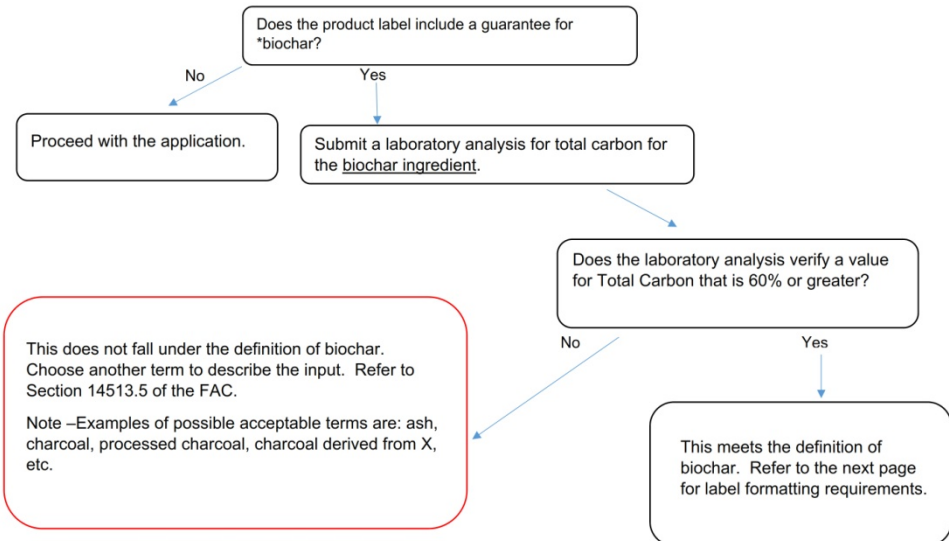 Does the product label include a guarantee for
*biochar?
No
Yes
Proceed with the application.
Submit a laboratory analysis for total carbon for
the biochar ingredient.
Does the laboratory analysis verify a value
for Total Carbon that is 60% or greater?
No
Yes
This does not fall under the definition of biochar.
Choose another term to describe the input.  Refer to
Section 14513.5 of the FAC.
Note –Examples of possible acceptable terms are: ash,
charcoal, processed charcoal, charcoal derived from X,
etc.
This meets the definition of
biochar.  Refer to the next page
for label formatting requirements.